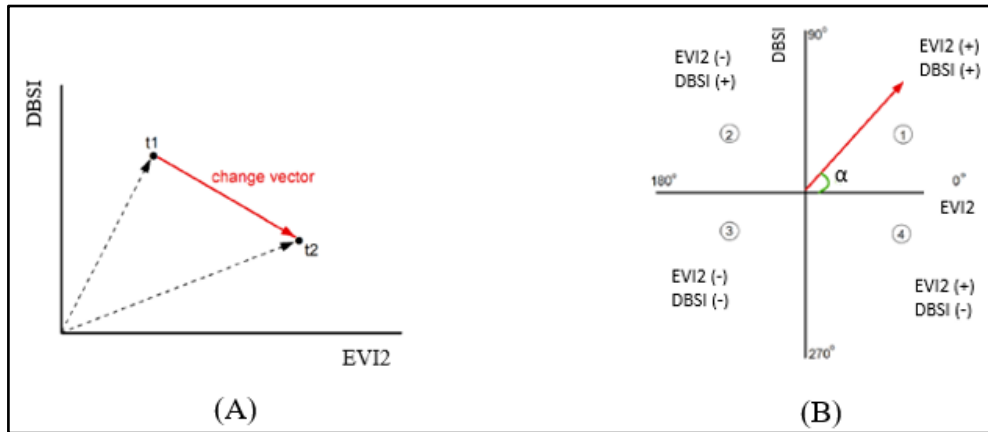 DBSI
t1
change vector
t2
EVI2
(A)
DBSI
90°
EVI2 (-)
DBSI (+)
EVI2 (+)
DBSI (+)
②
①
α
180°
0°
EVI2
③
④
EVI2 (-)
DBSI (-)
EVI2 (+)
DBSI (-)
270°
(B)